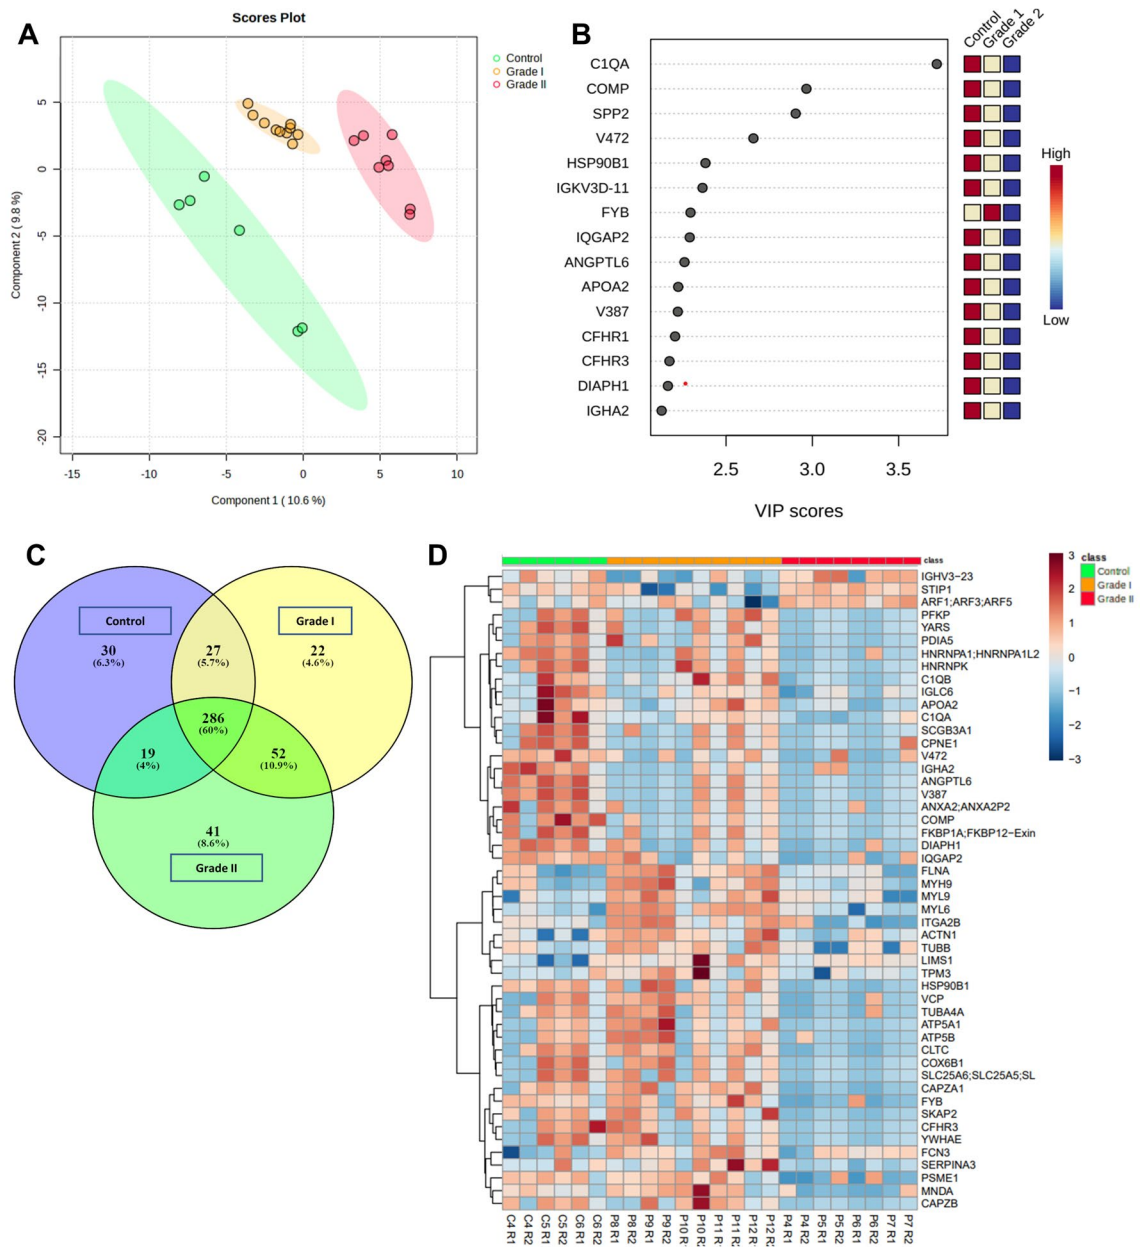 A
Scores Plot
Control
Grade I
Grade II
5
0
-5
-10
-15
-20
Component 2 ( 9.8 %)
-15
-10
-5
0
5
10
Component 1 ( 10.6 %)
B
Control
Grade 1
Grade 2
C1QA
COMP
SPP2
V472
HSP90B1
IGKV3D-11
FYB
IQGAP2
ANGPTL6
APOA2
V387
CFHR1
CFHR3
DIAPH1
IGHA2
2.5
3.0
3.5
VIP scores
High
Low
C
Control
Grade I
30
(6.3%)
27
(5.7%)
22
(4.6%)
286
(60%)
19
(4%)
52
(10.9%)
41
(8.6%)
Grade II
D
class
IGHV3−23
STIP1
ARF1;ARF3;ARF5
PFKP
YARS
PDIA5
HNRNPA1;HNRNPA1L2
HNRNPK
C1QB
IGLC6
APOA2
C1QA
SCGB3A1
CPNE1
V472
IGHA2
ANGPTL6
V387
ANXA2;ANXA2P2
COMP
FKBP1A;FKBP12−Exin
DIAPH1
IQGAP2
FLNA
MYH9
MYL9
MYL6
ITGA2B
ACTN1
TUBB
LIMS1
TPM3
HSP90B1
VCP
TUBA4A
ATP5A1
ATP5B
CLTC
COX6B1
SLC25A6;SLC25A5;SL
CAPZA1
FYB
SKAP2
CFHR3
YWHAE
FCN3
SERPINA3
PSME1
MNDA
CAPZB
C4 R1
C4 R2
C5 R1
C5 R2
C6 R1
C6 R2
P8 R1
P8 R2
P9 R1
P9 R2
P10 R
P10 R
P11 R
P11 R
P12 R
P12 R
P4 R1
P4 R2
P5 R1
P5 R2
P6 R1
P6 R2
P7 R1
P7 R2
3
2
1
0
−1
−2
−3
class
Control
Grade I
Grade II